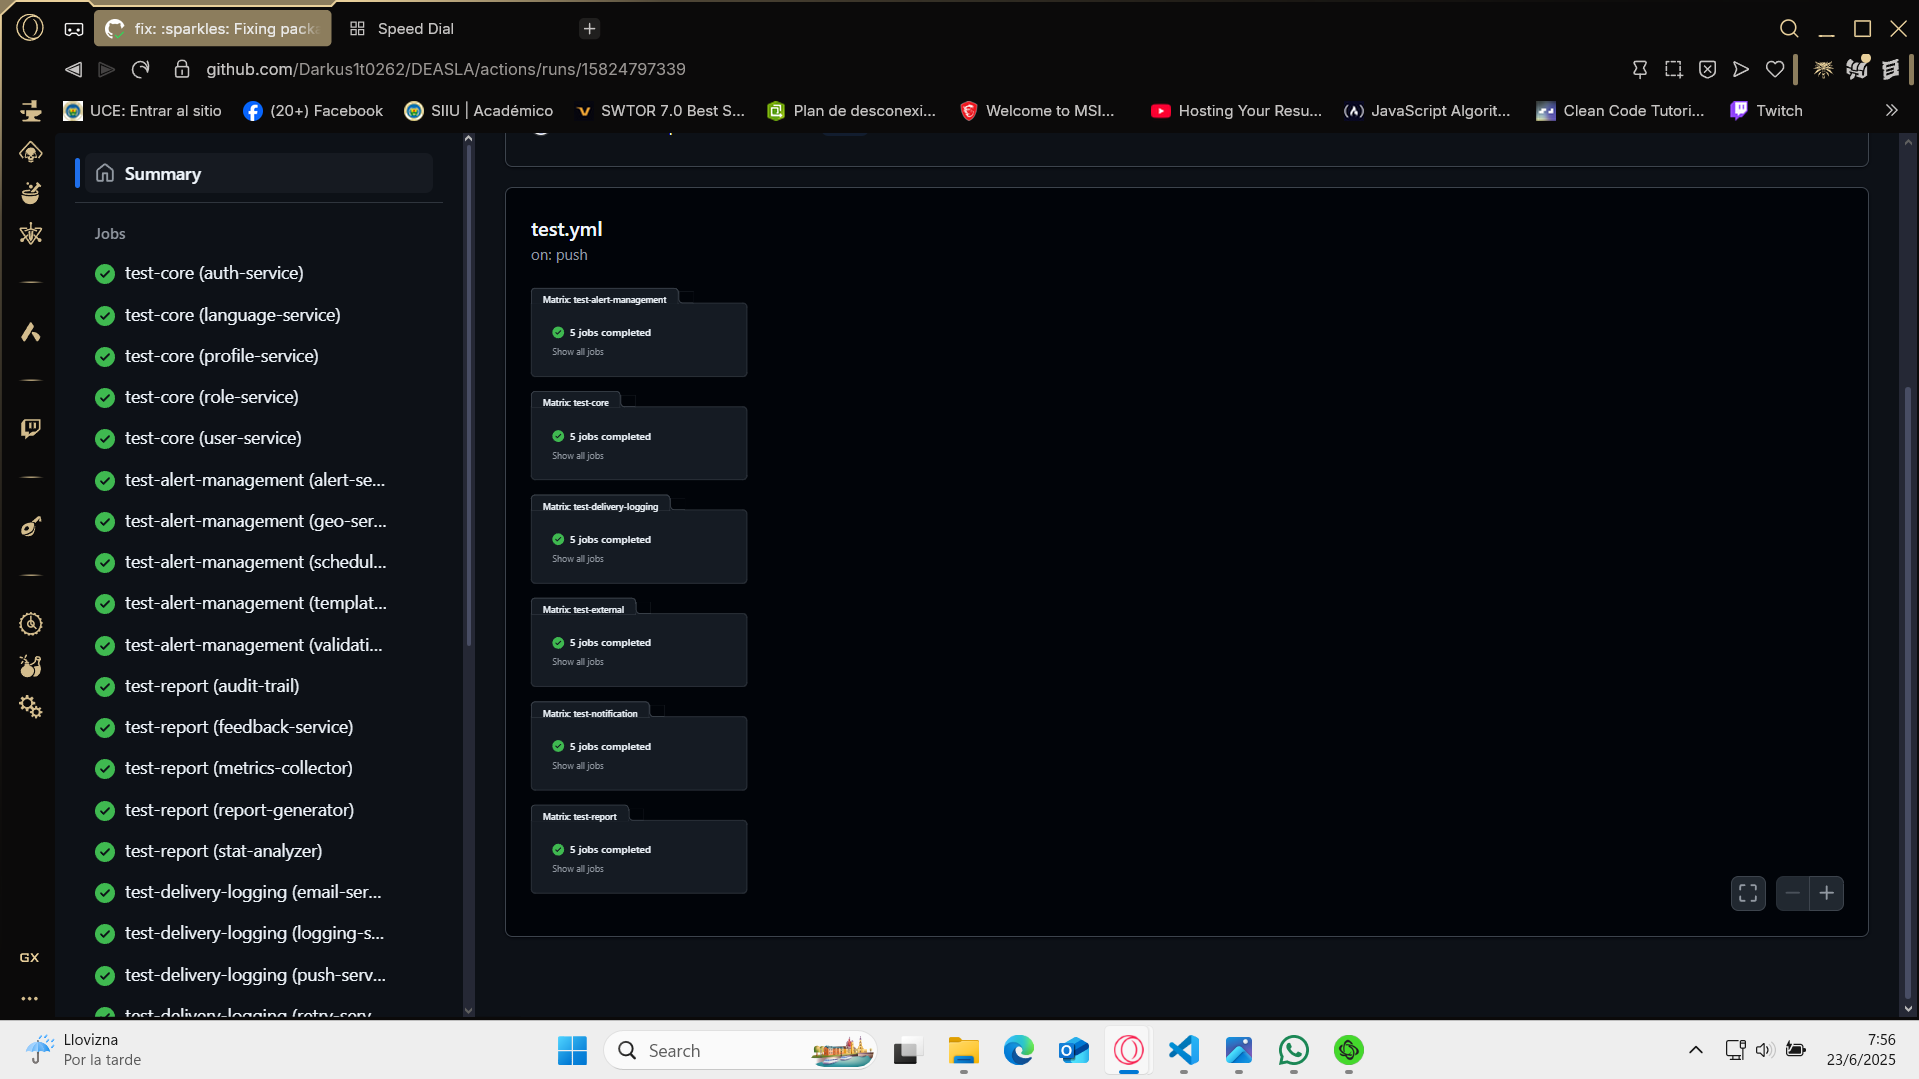 fix: :sparkles: Fixing packa
Speed Dial
github.com/Darkus1t0262/DEASLA/actions/runs/15824797339
UCE: Entrar al sitio
(20+) Facebook
SIIU | Académico
SWTOR 7.0 Best S...
Plan de desconexi...
Welcome to MSI...
Hosting Your Resu...
JavaScript Algorit...
Clean Code Tutori...
Twitch
Summary
Jobs
test-core (auth-service)
test-core (language-service)
test-core (profile-service)
test-core (role-service)
test-core (user-service)
test-alert-management (alert-se...
test-alert-management (geo-ser...
test-alert-management (schedul...
test-alert-management (templat...
test-alert-management (validati...
test-report (audit-trail)
test-report (feedback-service)
test-report (metrics-collector)
test-report (report-generator)
test-report (stat-analyzer)
test-delivery-logging (email-ser...
test-delivery-logging (logging-s...
test-delivery-logging (push-serv...
test-delivery-logging (retry-serv
test.yml
on: push
Matrix: test-alert-management
5 jobs completed
Show all jobs
Matrix: test-core
5 jobs completed
Show all jobs
Matrix: test-delivery-logging
5 jobs completed
Show all jobs
Matrix: test-external
5 jobs completed
Show all jobs
Matrix: test-notification
5 jobs completed
Show all jobs
Matrix: test-report
5 jobs completed
Show all jobs
GX
Llovizna
Por la tarde
Search
7:56
23/6/2025